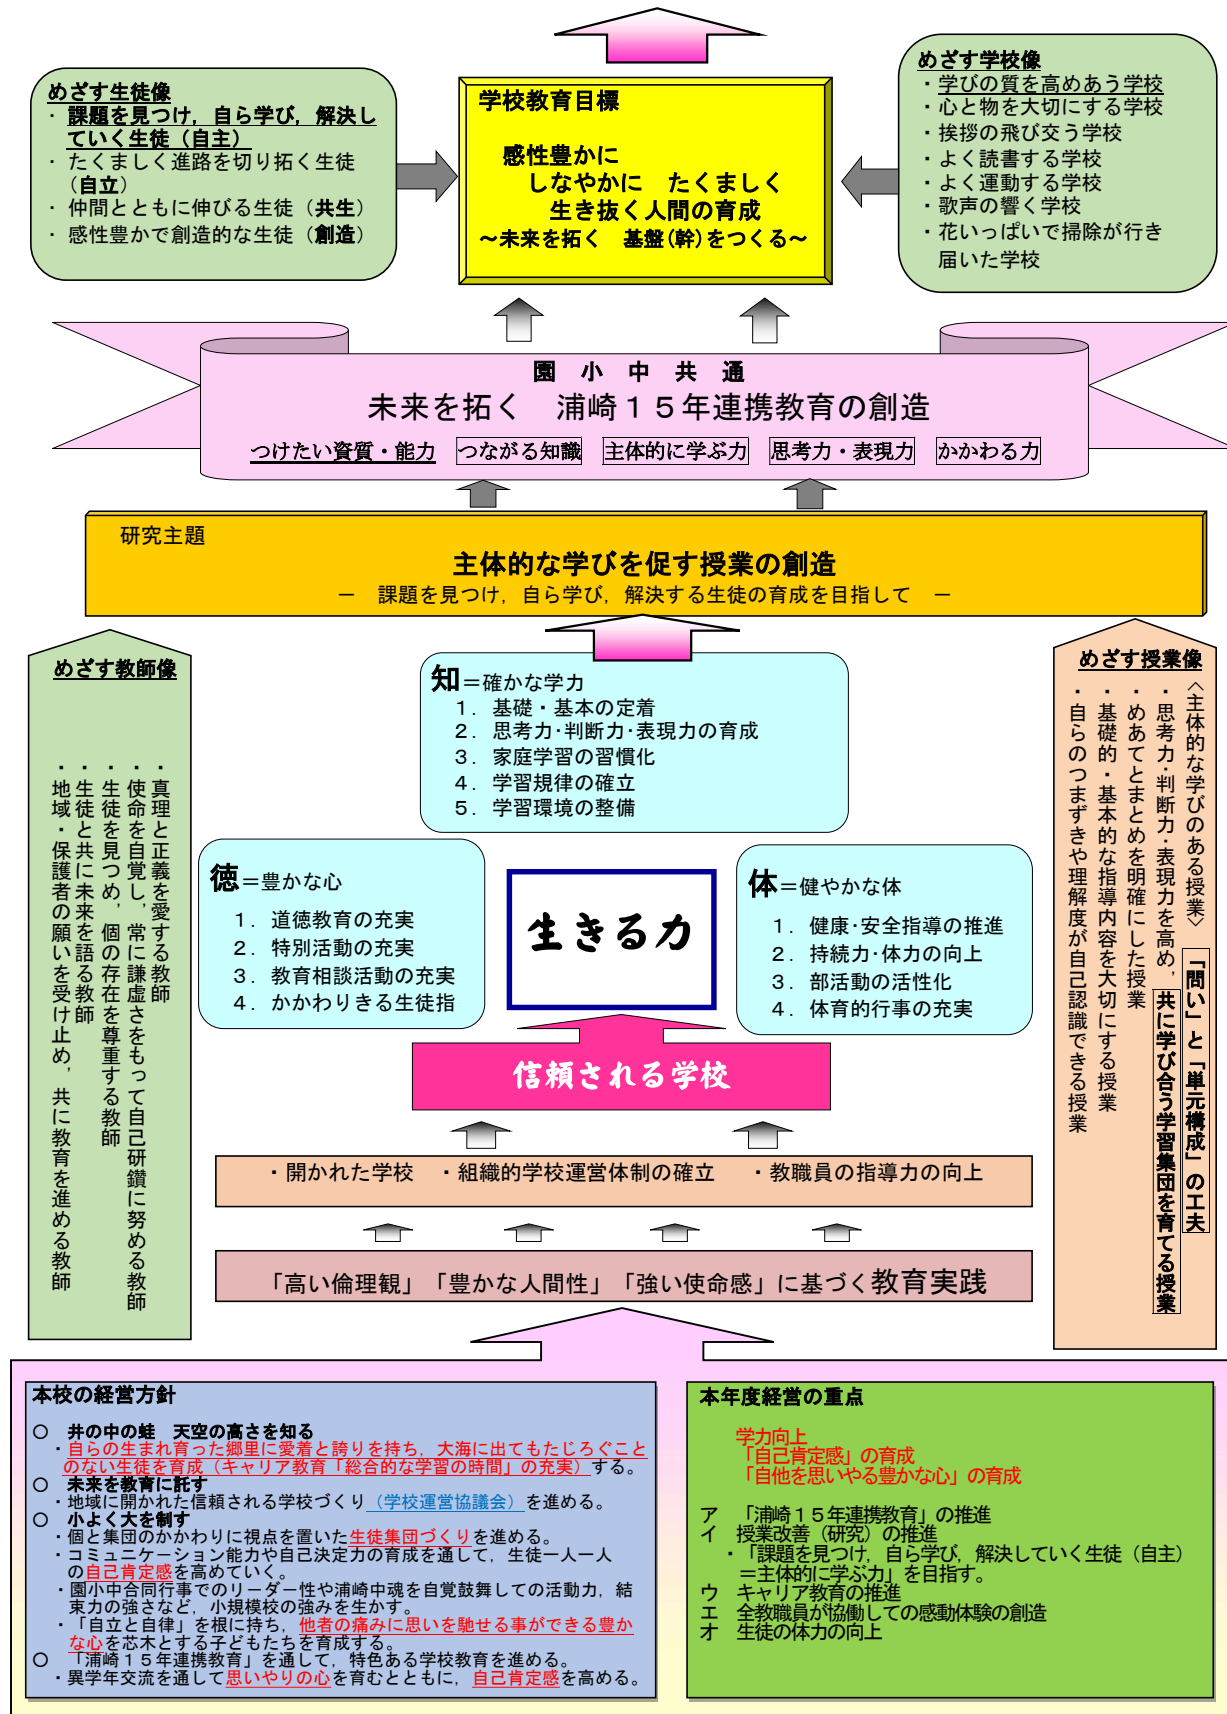 めざす生徒像
・ 課題を見つけ，自ら学び，解決し
ていく生徒（自主）
・ たくましく進路を切り拓く生徒
（自立）
・ 仲間とともに伸びる生徒（共生）
・ 感性豊かで創造的な生徒（創造）
学校教育目標
感性豊かに
しなやかに　たくましく
生き抜く人間の育成
～未来を拓く　基盤(幹)をつくる～
めざす学校像
・学びの質を高めあう学校
・心と物を大切にする学校
・挨拶の飛び交う学校
・よく読書する学校
・よく運動する学校
・歌声の響く学校
・花いっぱいで掃除が行き
届いた学校
園　小　中　共　通
未来を拓く　浦崎１５年連携教育の創造
つけたい資質・能力　つながる知識　主体的に学ぶ力　思考力・表現力　かかわる力
研究主題
主体的な学びを促す授業の創造
－　課題を見つけ，自ら学び，解決する生徒の育成を目指して　－
めざす教師像
・真理と正義を愛する教師
・使命を自覚し，常に謙虚さをもって自己研鑽に努める教師
・生徒を見つめ，個の存在を尊重する教師
・生徒と共に未来を語る教師
・地域・保護者の願いを受け止め，共に教育を進める教師
知＝確かな学力
１．基礎・基本の定着
２．思考力･判断力･表現力の育成
３．家庭学習の習慣化
４．学習規律の確立
５．学習環境の整備
徳＝豊かな心
１．道徳教育の充実
２．特別活動の充実
３．教育相談活動の充実
４．かかわりきる生徒指
生きる力
体＝健やかな体
１．健康･安全指導の推進
２．持続力･体力の向上
３．部活動の活性化
４．体育的行事の充実
めざす授業像
〈主体的な学びのある授業〉「問い」と「単元構成」の工夫
・思考力･判断力･表現力を高め，共に学び合う学習集団を育てる授業
・めあてとまとめを明確にした授業
・基礎的・基本的な指導内容を大切にする授業
・自らのつまずきや理解度が自己認識できる授業
信頼される学校
・開かれた学校　・組織的学校運営体制の確立　・教職員の指導力の向上
「高い倫理観」「豊かな人間性」「強い使命感」に基づく教育実践
本校の経営方針
○　井の中の蛙　天空の高さを知る
・自らの生まれ育った郷里に愛着と誇りを持ち，大海に出てもたじろぐこと
のない生徒を育成（キャリア教育「総合的な学習の時間」の充実）する。
○　未来を教育に託す
・地域に開かれた信頼される学校づくり（学校運営協議会）を進める。
○　小よく大を制す
・個と集団のかかわりに視点を置いた生徒集団づくりを進める。
・コミュニケーション能力や自己決定力の育成を通して，生徒一人一人
の自己肯定感を高めていく。
・園小中合同行事でのリーダー性や浦崎中魂を自覚鼓舞しての活動力，結
束力の強さなど，小規模校の強みを生かす。
・「自立と自律」を根に持ち，他者の痛みに思いを馳せる事ができる豊か
な心を芯木とする子どもたちを育成する。
○　「浦崎１５年連携教育」を通して，特色ある学校教育を進める。
・異学年交流を通して思いやりの心を育むとともに，自己肯定感を高める。
本年度経営の重点
学力向上
「自己肯定感」の育成
「自他を思いやる豊かな心」の育成
ア　「浦崎１５年連携教育」の推進
イ　授業改善（研究）の推進
・「課題を見つけ，自ら学び，解決していく生徒（自主）
＝主体的に学ぶ力」を目指す。
ウ　キャリア教育の推進
エ　全教職員が協働しての感動体験の創造
オ　生徒の体力の向上